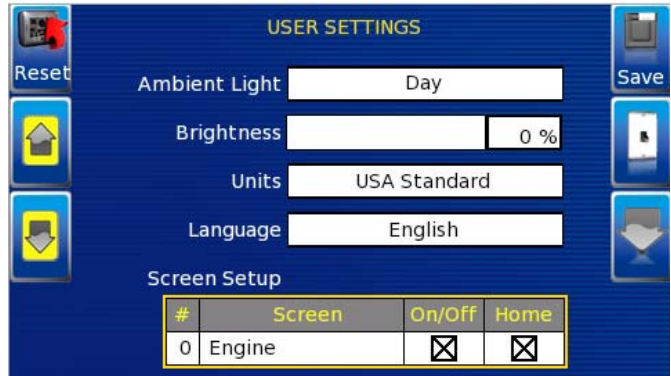 USER SETTINGS
Reset
Save
Ambient Light Day
Brightness 0 %
Units USA Standard
Language English
Screen Setup
# Screen On/Off Home
0 Engine